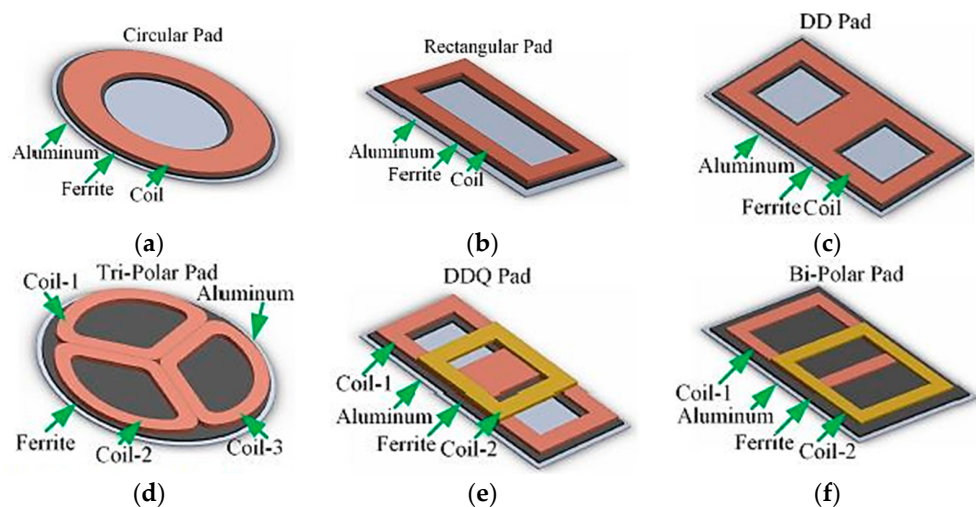 Circular Pad
Aluminum
Ferrite
Coil
(a)
Rectangular Pad
Aluminum
Ferrite
Coil
(b)
DD Pad
Aluminum
Ferrite Coil
(c)
Tri-Polar Pad
Coil-1
Aluminum
Ferrite
Coil-2
Coil-3
(d)
DDQ Pad
Coil-1
Aluminum
Ferrite
Coil-2
(e)
Bi-Polar Pad
Coil-1
Aluminum
Ferrite
Coil-2
(f)